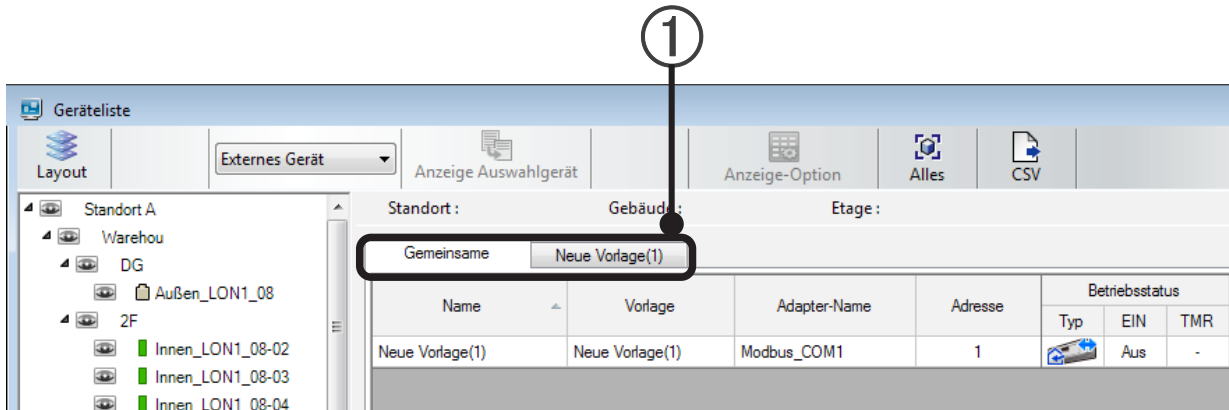 ①
Geräteliste
Layout
Externes Gerät
Anzeige Auswahlgerät
Anzeige-Option
Alles
CSV
Standort A
Warehou
DG
Außen_LON1_08
2F
Innen_LON1_08-02
Innen_LON1_08-03
Innen_LON1_08-04
Standort : Gebäude : Etage :
Gemeinsame Neue Vorlage(1)
Name Vorlage Adapter-Name Adresse Betriebsstatus
Typ EIN TMR
Neue Vorlage(1) Neue Vorlage(1) Modbus_COM1 1 Aus -